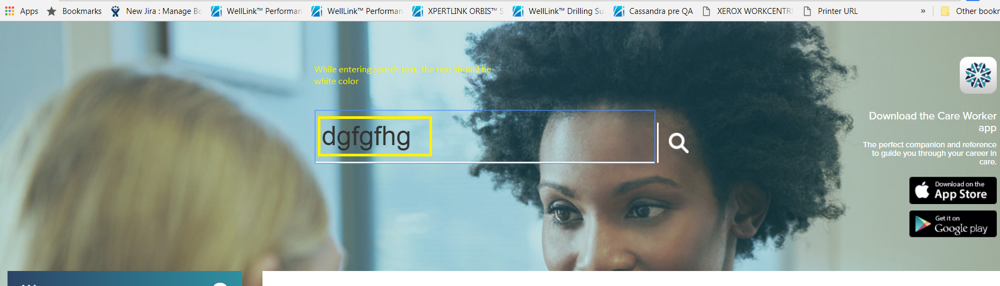 Apps Bookmarks New Jira : Manage Bo WellLink™ Performan WellLink™ Performan XPERTLINK ORBIS™ S WellLink™ Drilling Su Cassandra pre QA XEROX WORKCENTR Printer URL » Other bookm
While entering search text, the text should be
white color
dgfgfhg
Download the Care Worker
app
The perfect companion and reference
to guide you through your career in
care.
Download on the
App Store
Get it on
Google play